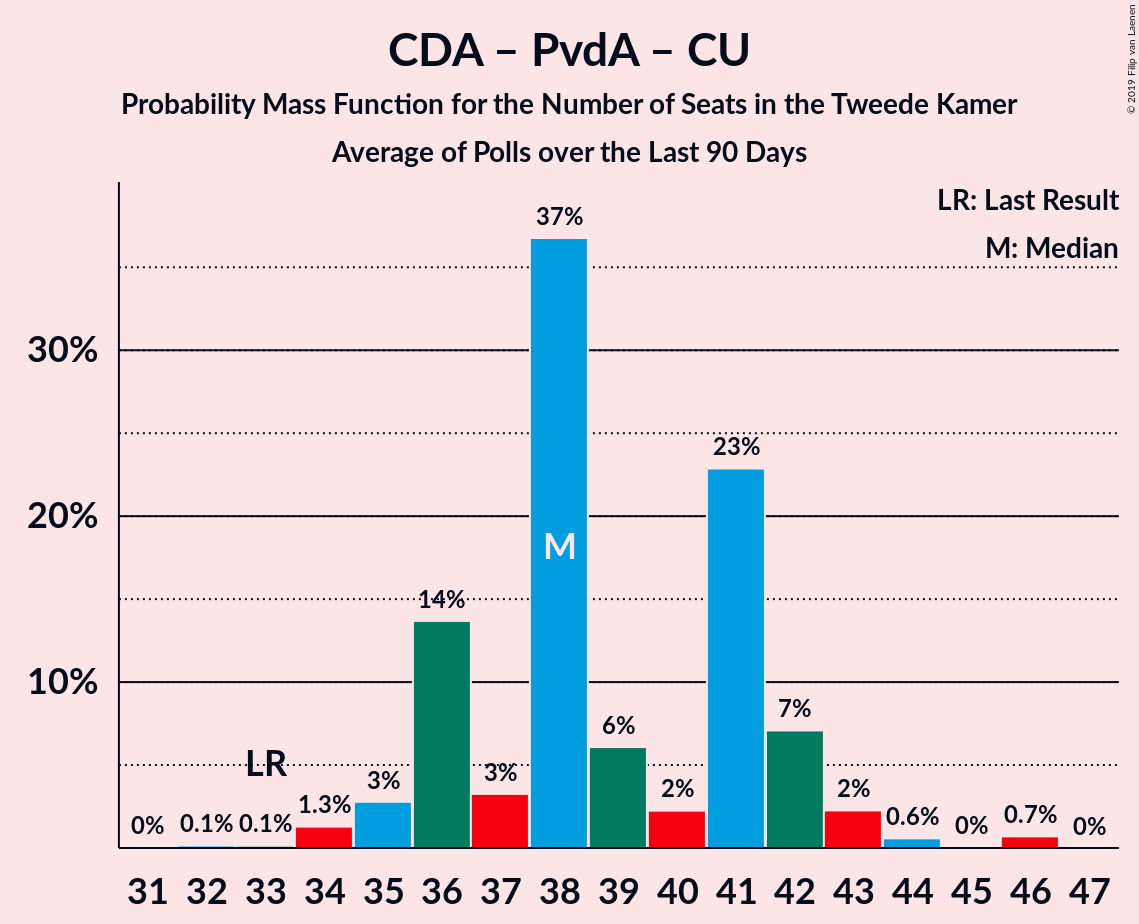 CDA – PvdA – CU
Probability Mass Function for the Number of Seats in the Tweede Kamer
Average of Polls over the Last 90 Days
© 2019 Filip van Laenen
LR: Last Result
M: Median
37%
30%
23%
20%
M
14%
10%
7%
6%
LR
3%
3%
2%
2%
1.3%
0.7%
0.6%
0%
0.1%
0.1%
0%
0%
31 32 33 34 35 36 37 38 39 40 41 42 43 44 45 46 47